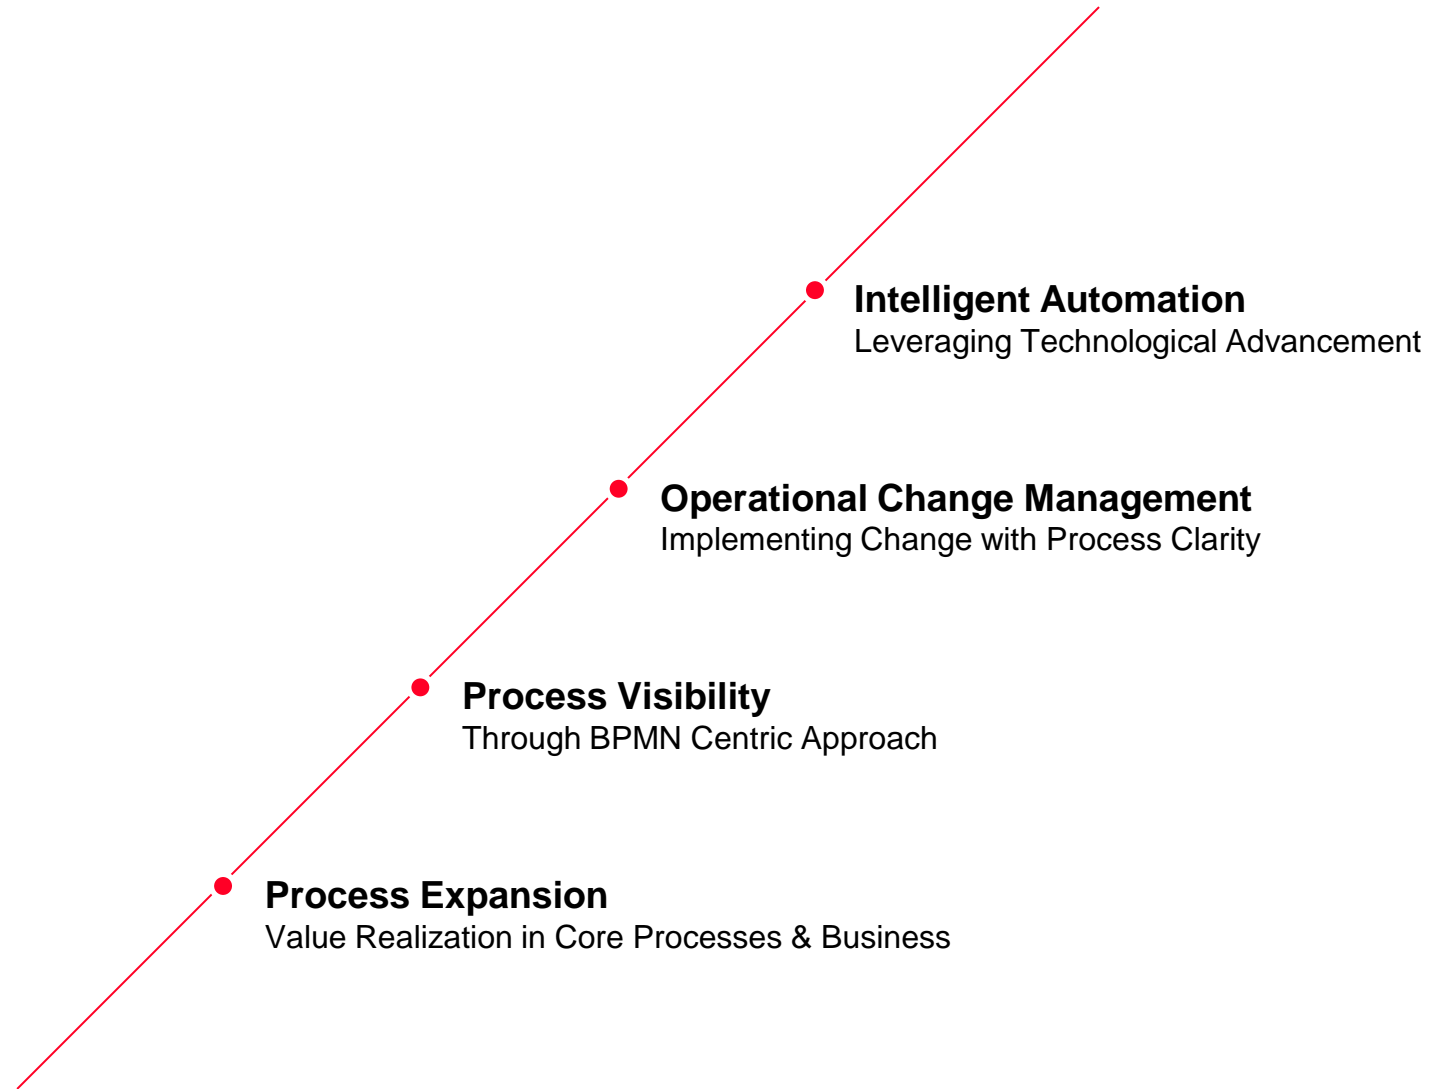 Intelligent Automation
Leveraging Technological Advancement
Operational Change Management
Implementing Change with Process Clarity
Process Visibility
Through BPMN Centric Approach
Process Expansion
Value Realization in Core Processes & Business